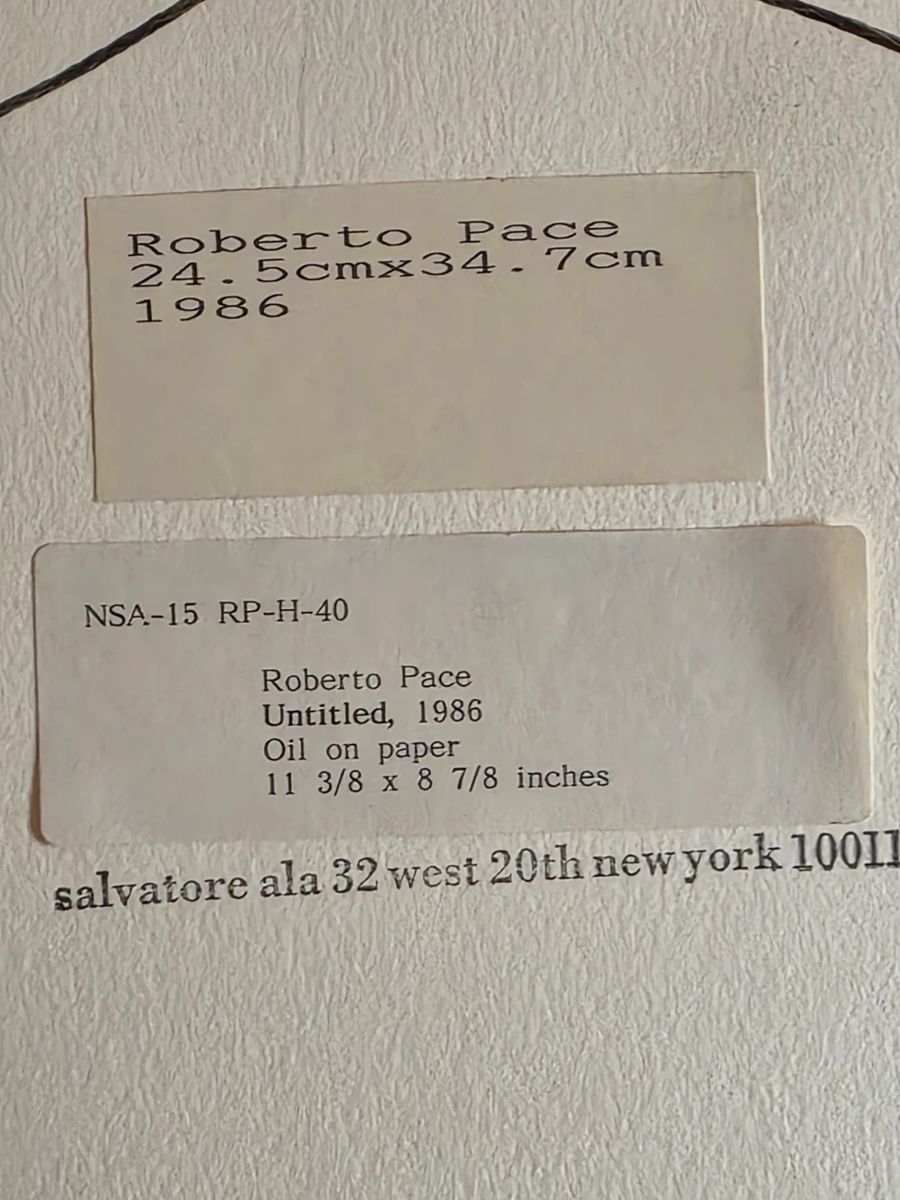 Roberto Pace
24.5cmx34.7cm
1986
NSA-15 RP-H-40
Roberto Pace
Untitled, 1986
Oil on paper
11 3/8 x 8 7/8 inches
salvatore ala 32 west 20th new york 10011